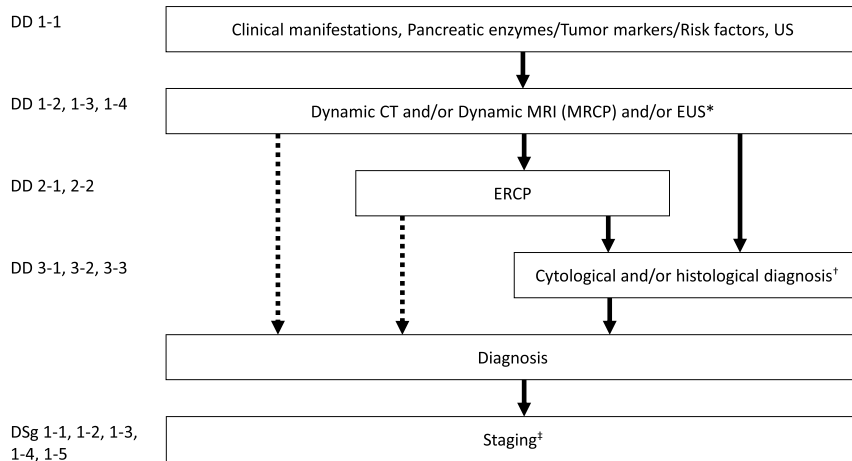 DD 1-1
Clinical manifestations, Pancreatic enzymes/Tumor markers/Risk factors, US
DD 1-2, 1-3, 1-4
Dynamic CT and/or Dynamic MRI (MRCP) and/or EUS*
DD 2-1, 2-2
ERCP
DD 3-1, 3-2, 3-3
Cytological and/or histological diagnosis†
Diagnosis
DSg 1-1, 1-2, 1-3,
1-4, 1-5
Staging‡